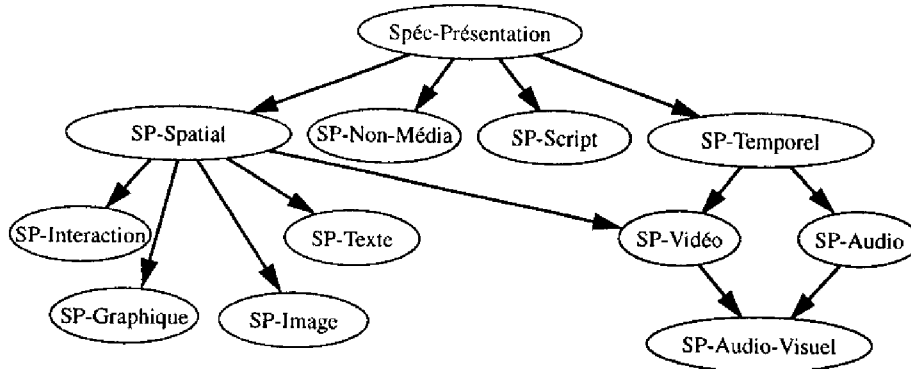 Spéc-Présentation
SP-Spatial
SP-Non-Média
SP-Script
SP-Temporel
SP-Interaction
SP-Texte
SP-Vidéo
SP-Audio
SP-Graphique
SP-Image
SP-Audio-Visuel